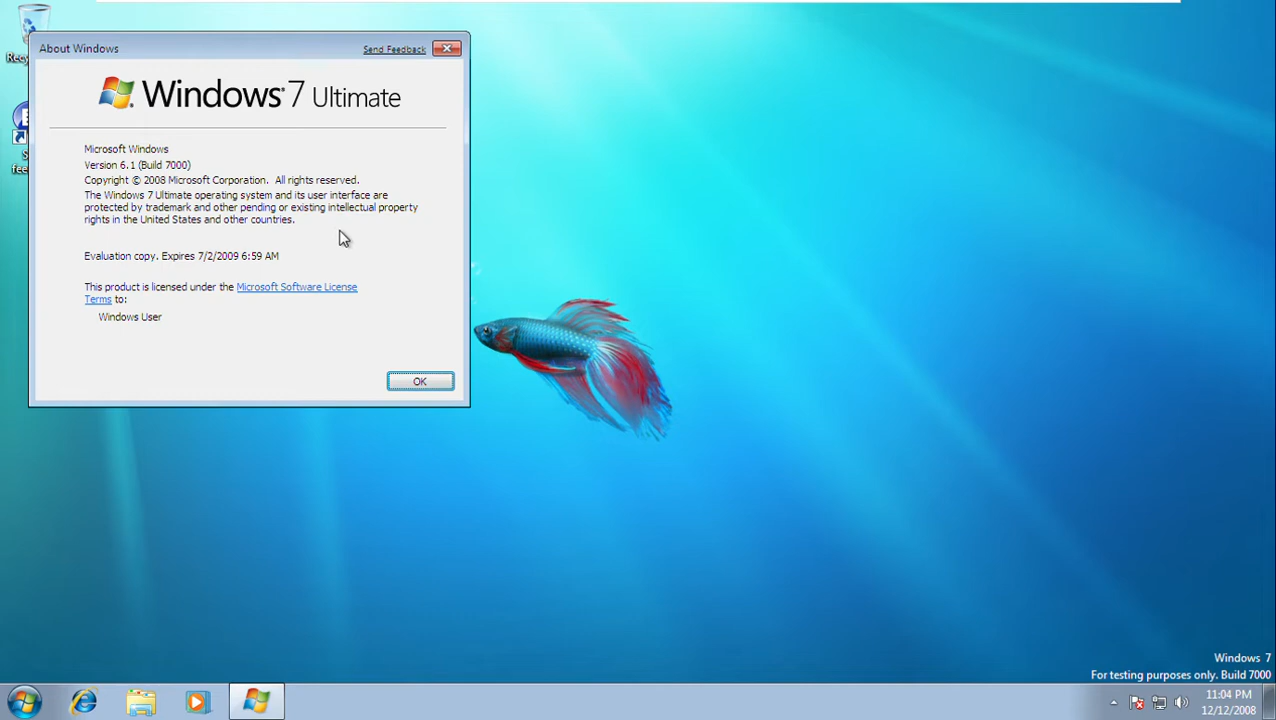 Recy
About Windows
Send Feedback
Windows 7 Ultimate
Microsoft Windows
Version 6.1 (Build 7000)
Copyright © 2008 Microsoft Corporation. All rights reserved.
The Windows 7 Ultimate operating system and its user interface are
protected by trademark and other pending or existing intellectual property
rights in the United States and other countries.
Evaluation copy. Expires 7/2/2009 6:59 AM
This product is licensed under the Microsoft Software License
Terms to:
Windows User
OK
S
fee
Windows 7
For testing purposes only. Build 7000
11:04 PM
12/12/2008